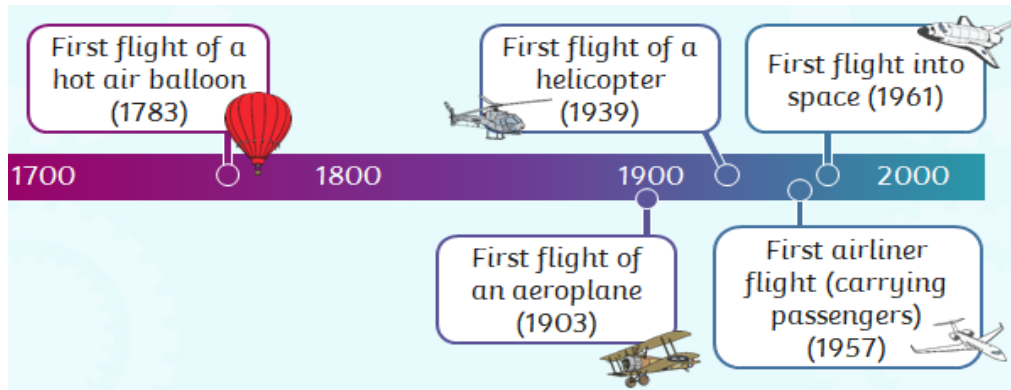 First flight of a
hot air balloon
(1783)
First flight of a
helicopter
(1939)
First flight into
space (1961)
1700
1800
1900
2000
First flight of
an aeroplane
(1903)
First airliner
flight (carrying
passengers)
(1957)